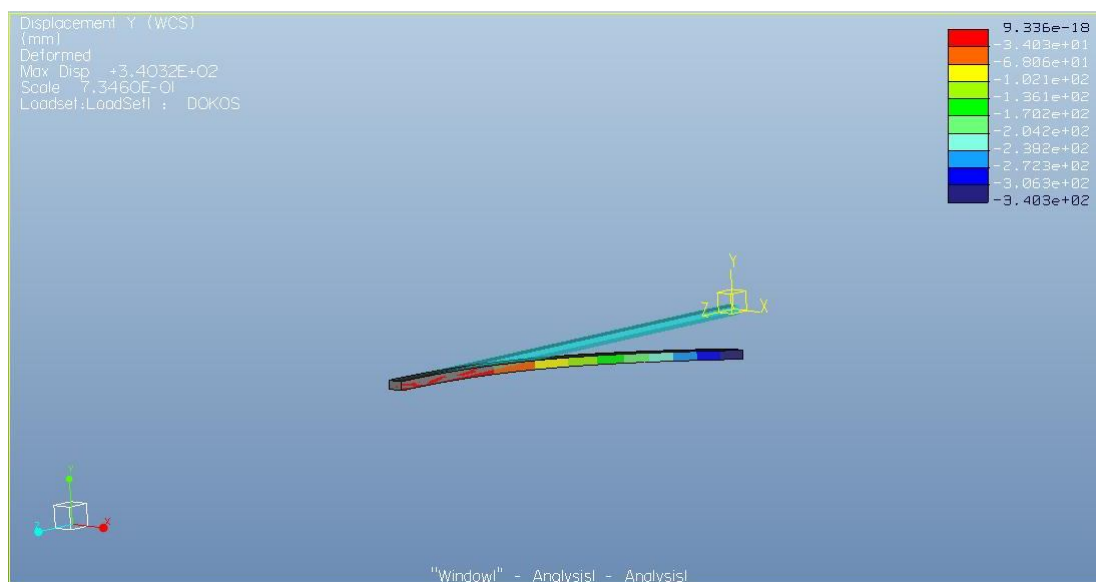 Displacement Y (WCS)
(mm)
Deformed
Max Disp +3.4032E+02
Scale 7.3460E-01
Loadset:LoadSet1 : DOKOS
9.336e-18
-3.403e+01
-6.806e+01
-1.021e+02
-1.361e+02
-1.702e+02
-2.042e+02
-2.382e+02
-2.723e+02
-3.063e+02
-3.403e+02
Y
Z X
Y
Z X
"Window1" - Analysis1 - Analysis1